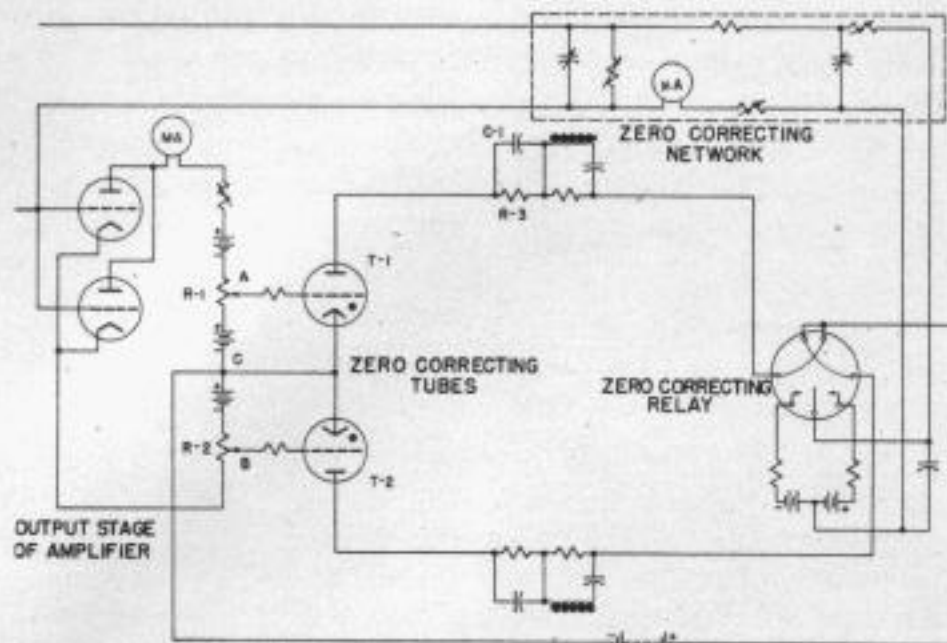 MA
ZERO CORRECTING
NETWORK
MA
C-1
R-3
T-1
A
R-1
C
ZERO CORRECTING
TUBES
ZERO CORRECTING
RELAY
R-2
B
T-2
OUTPUT STAGE
OF AMPLIFIER